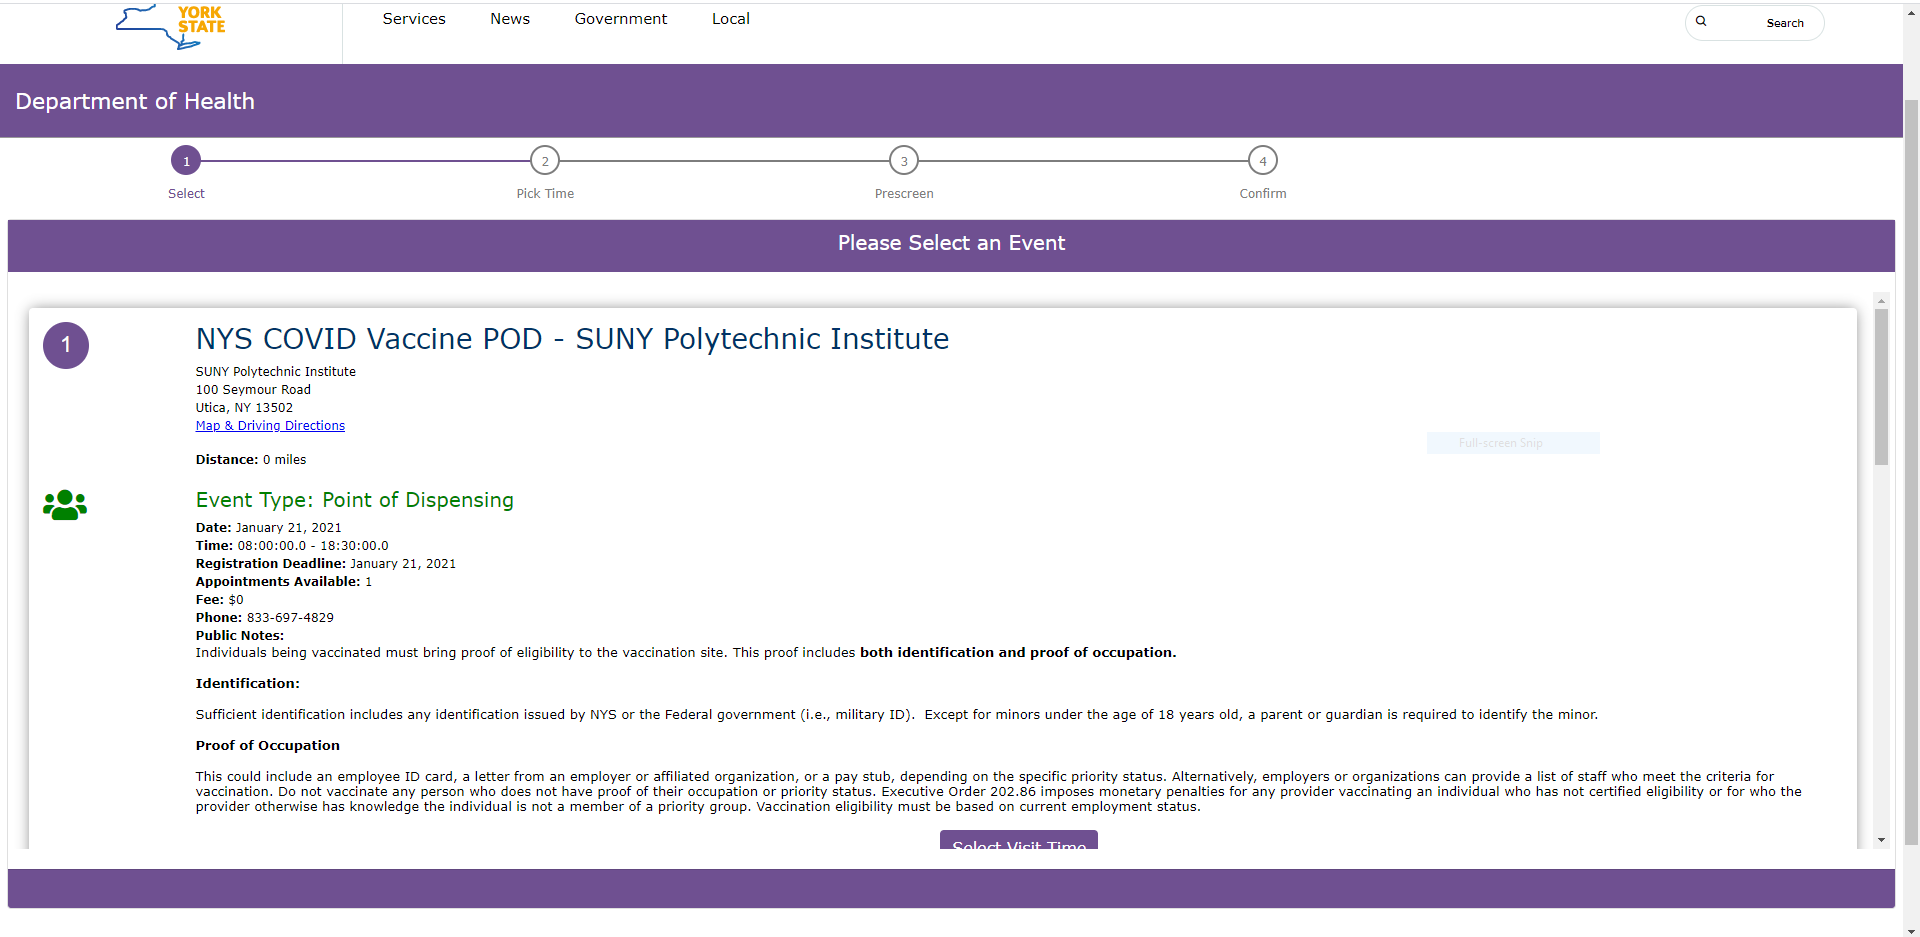 YORK
STATE
Services News Government Local
Search
Department of Health
1 2 3 4
Select Pick Time Prescreen Confirm
Please Select an Event
1
NYS COVID Vaccine POD - SUNY Polytechnic Institute
SUNY Polytechnic Institute
100 Seymour Road
Utica, NY 13502
Map & Driving Directions
Full-screen Snip
Distance: 0 miles
Event Type: Point of Dispensing
Date: January 21, 2021
Time: 08:00:00.0 - 18:30:00.0
Registration Deadline: January 21, 2021
Appointments Available: 1
Fee: $0
Phone: 833-697-4829
Public Notes:
Individuals being vaccinated must bring proof of eligibility to the vaccination site. This proof includes both identification and proof of occupation.
Identification:
Sufficient identification includes any identification issued by NYS or the Federal government (i.e., military ID).  Except for minors under the age of 18 years old, a parent or guardian is required to identify the minor.
Proof of Occupation
This could include an employee ID card, a letter from an employer or affiliated organization, or a pay stub, depending on the specific priority status. Alternatively, employers or organizations can provide a list of staff who meet the criteria for
vaccination. Do not vaccinate any person who does not have proof of their occupation or priority status. Executive Order 202.86 imposes monetary penalties for any provider vaccinating an individual who has not certified eligibility or for who the
provider otherwise has knowledge the individual is not a member of a priority group. Vaccination eligibility must be based on current employment status.
Select Visit Time